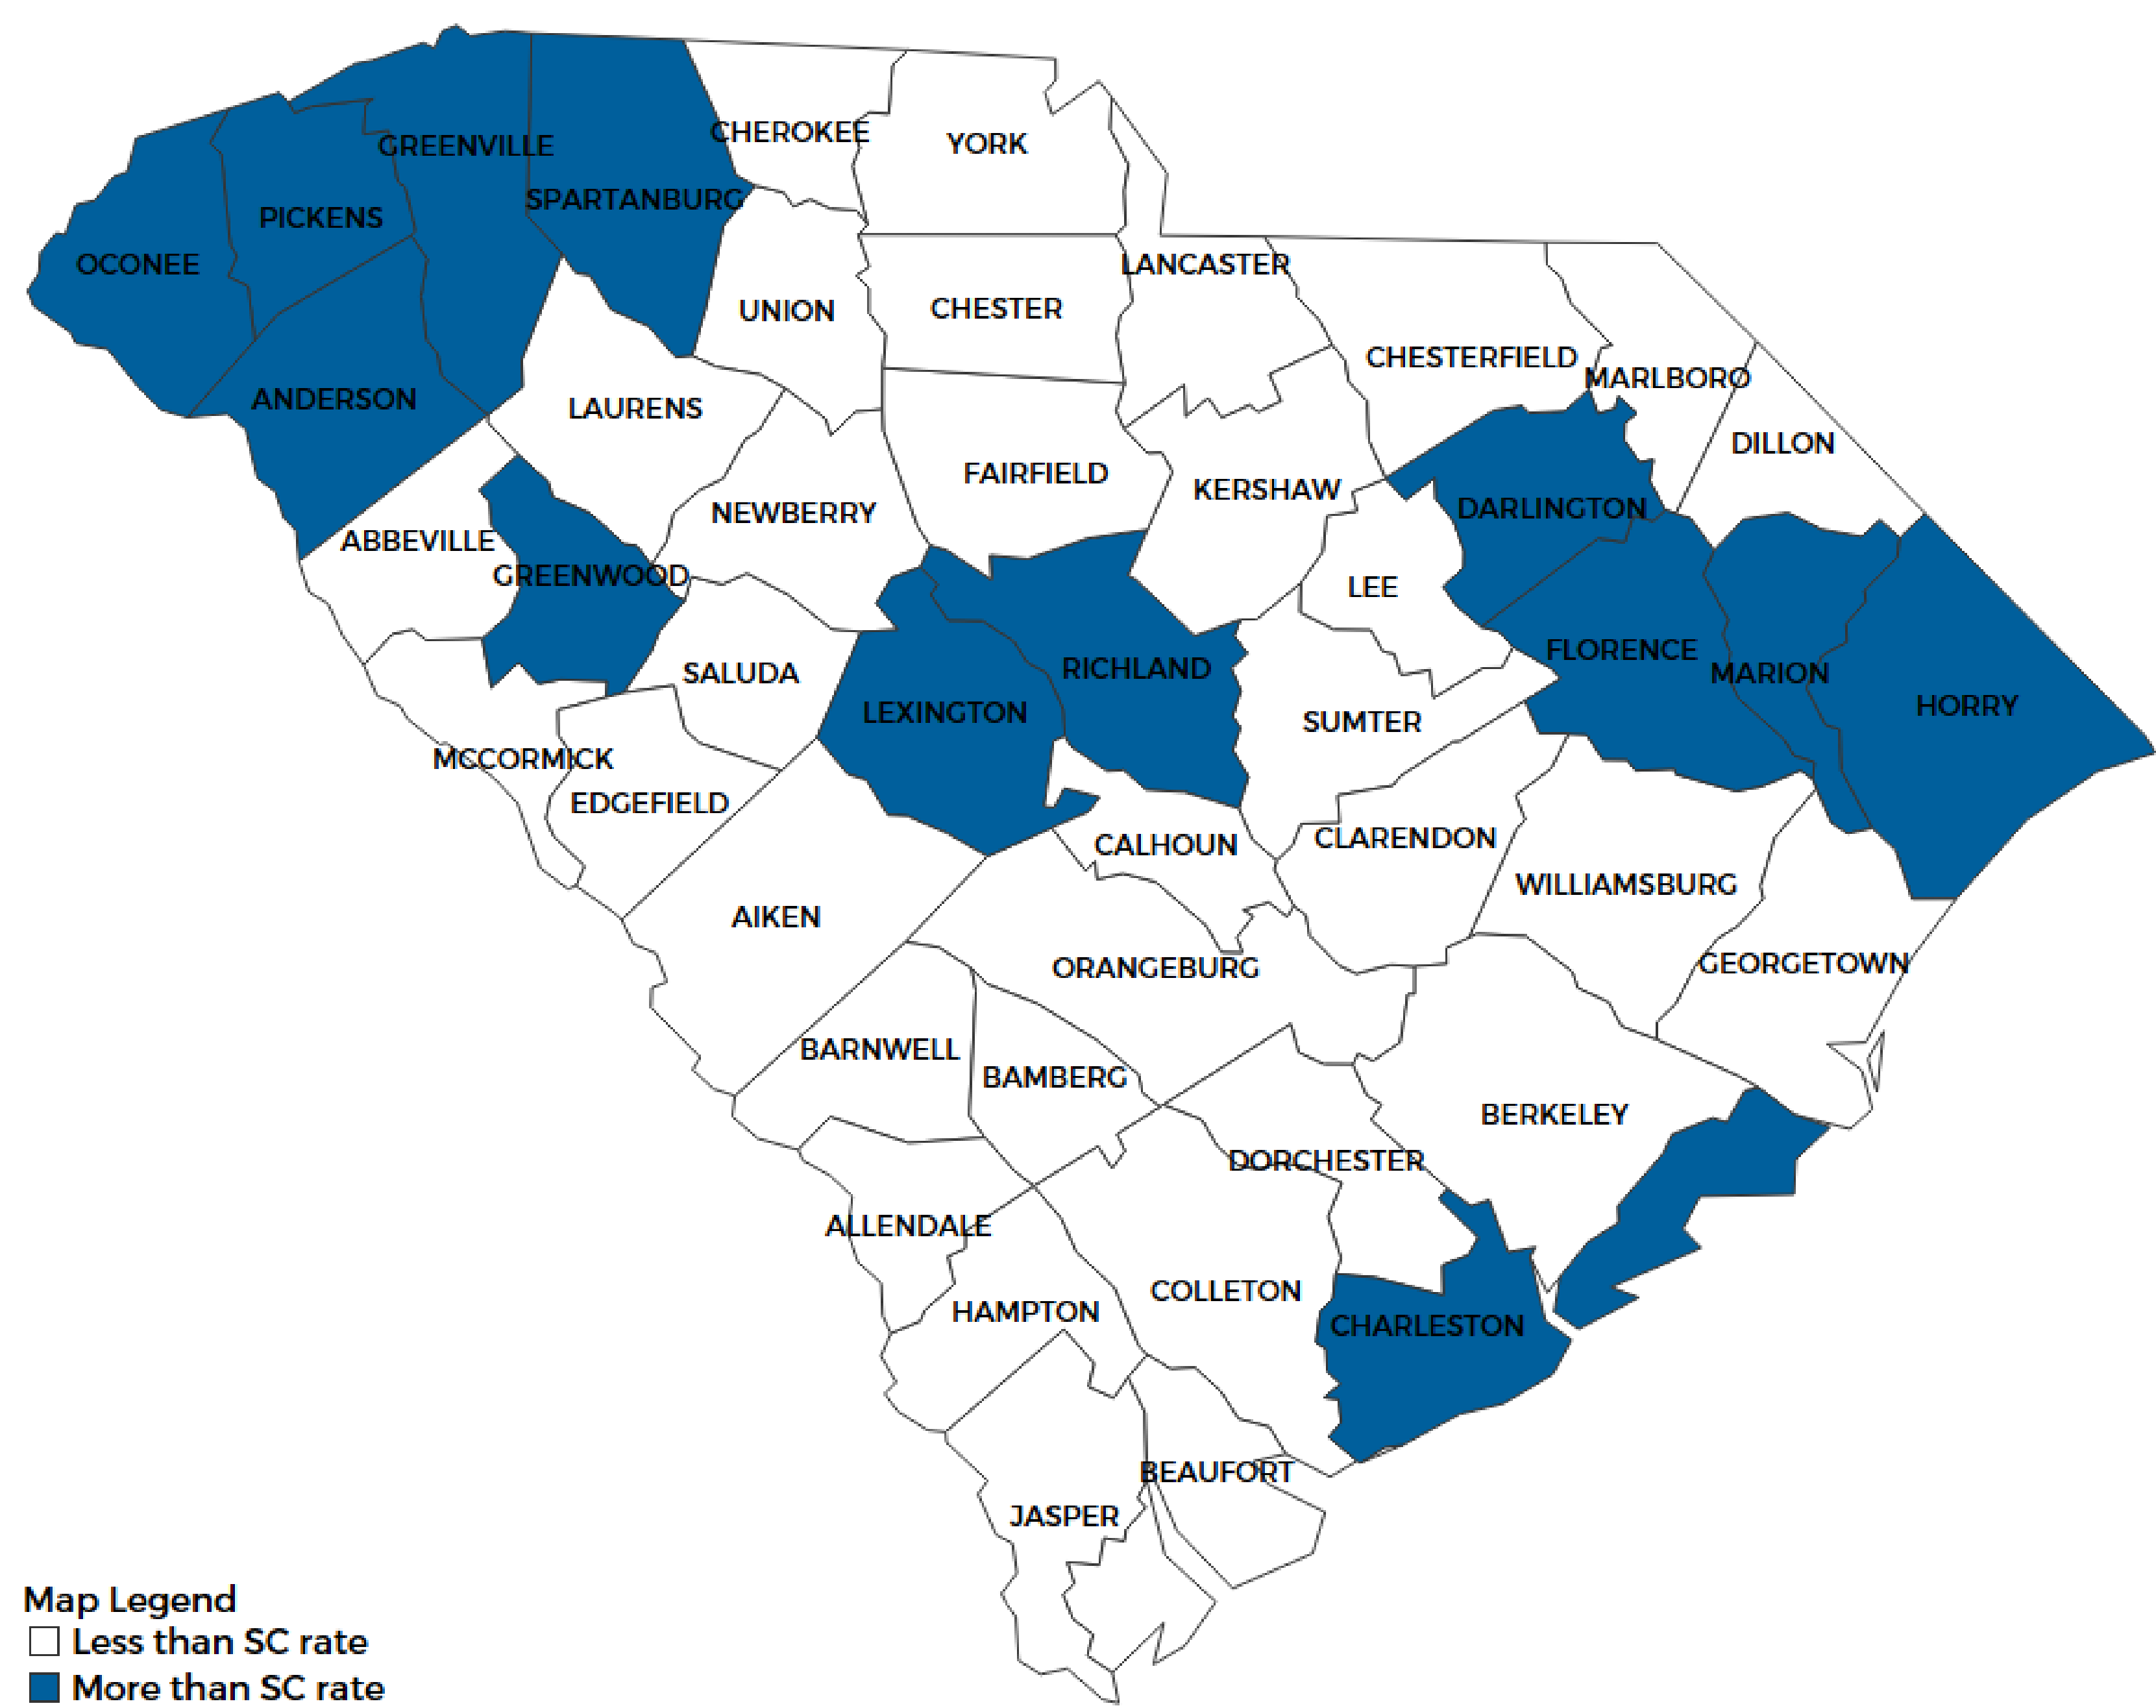 CHEROKEE
YORK
GREENVILLE
SPARTANBURG
PICKENS
OCONEE
LANCASTER
UNION
CHESTER
CHESTERFIELD
MARLBORO
ANDERSON
LAURENS
DILLON
FAIRFIELD
KERSHAW
DARLINGTON
NEWBERRY
ABBEVILLE
GREENWOOD
LEE
FLORENCE
RICHLAND
SALUDA
MARION
HORRY
LEXINGTON
SUMTER
MCCORMICK
EDGEFIELD
CLARENDON
CALHOUN
WILLIAMSBURG
AIKEN
GEORGETOWN
ORANGEBURG
BARNWELL
BAMBERG
BERKELEY
DORCHESTER
ALLENDALE
COLLETON
HAMPTON
CHARLESTON
BEAUFORT
JASPER
Map Legend
Less than SC rate
More than SC rate